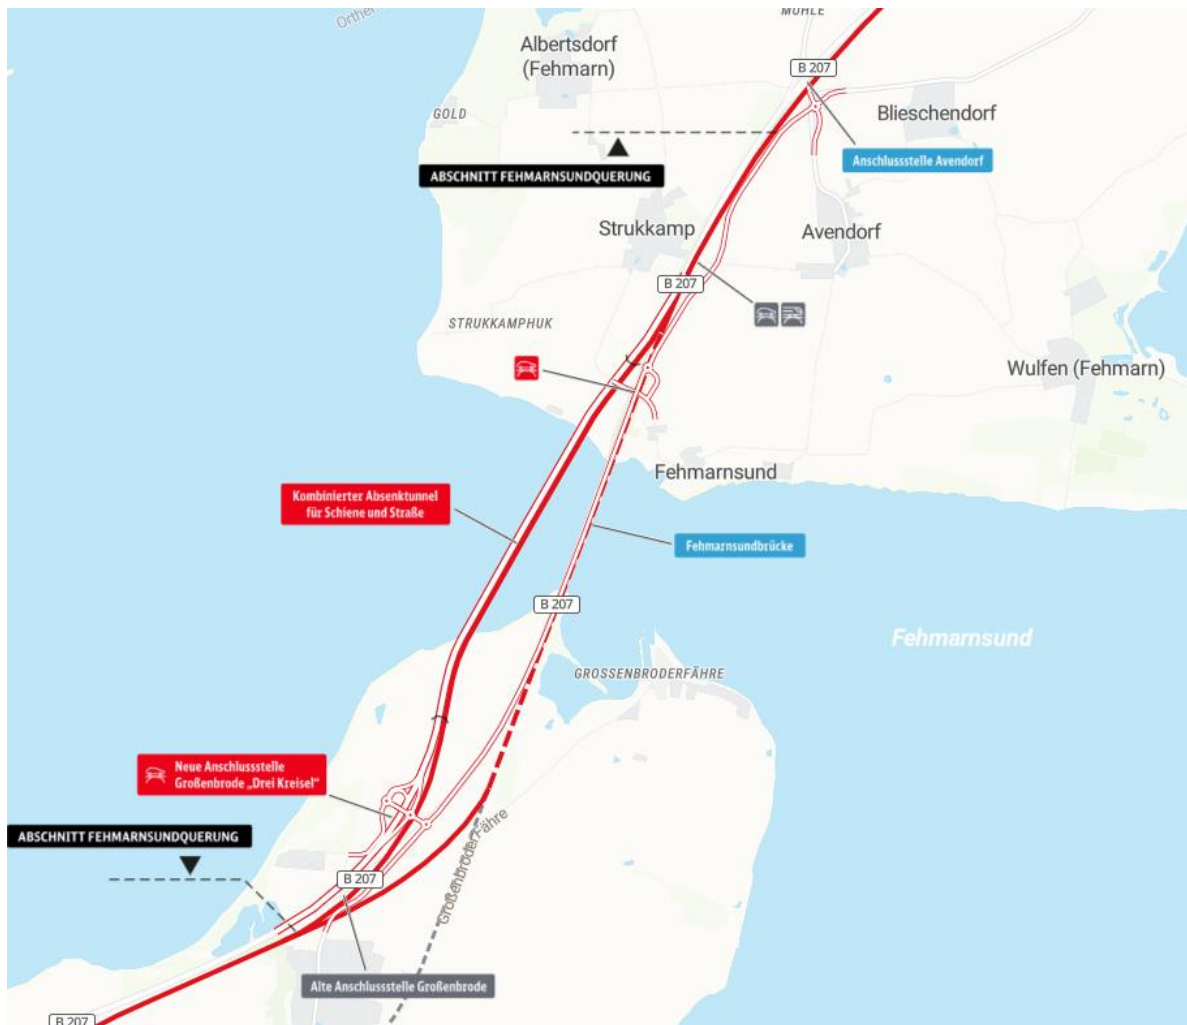 MÜHLE
Orther
Albertsdorf
(Fehmarn)
B 207
GOLD
Blieschendorf
Anschlussstelle Avendorf
ABSCHNITT FEHMARNSUNDQUERUNG
Strukkamp
Avendorf
B 207
STRUKKAMPHUK
Wulfen (Fehmarn)
Fehmarnsund
Kombinierter Absenktunnel
für Schiene und Straße
Fehmarnsundbrücke
B 207
Fehmarnsund
GROSSENBRODERFÄHRE
Neue Anschlussstelle
Großenbrode „Drei Kreisel“
Großenbroder Fähre
ABSCHNITT FEHMARNSUNDQUERUNG
B 207
Alte Anschlussstelle Großenbrode
B 207